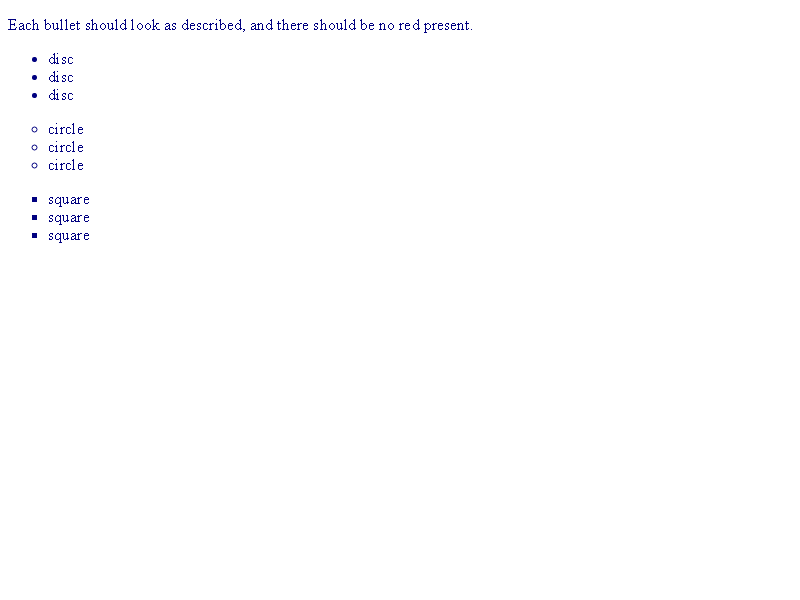 Each bullet should look as described, and there should be no red present.
• disc
• disc
• disc
◦ circle
◦ circle
◦ circle
▪ square
▪ square
▪ square